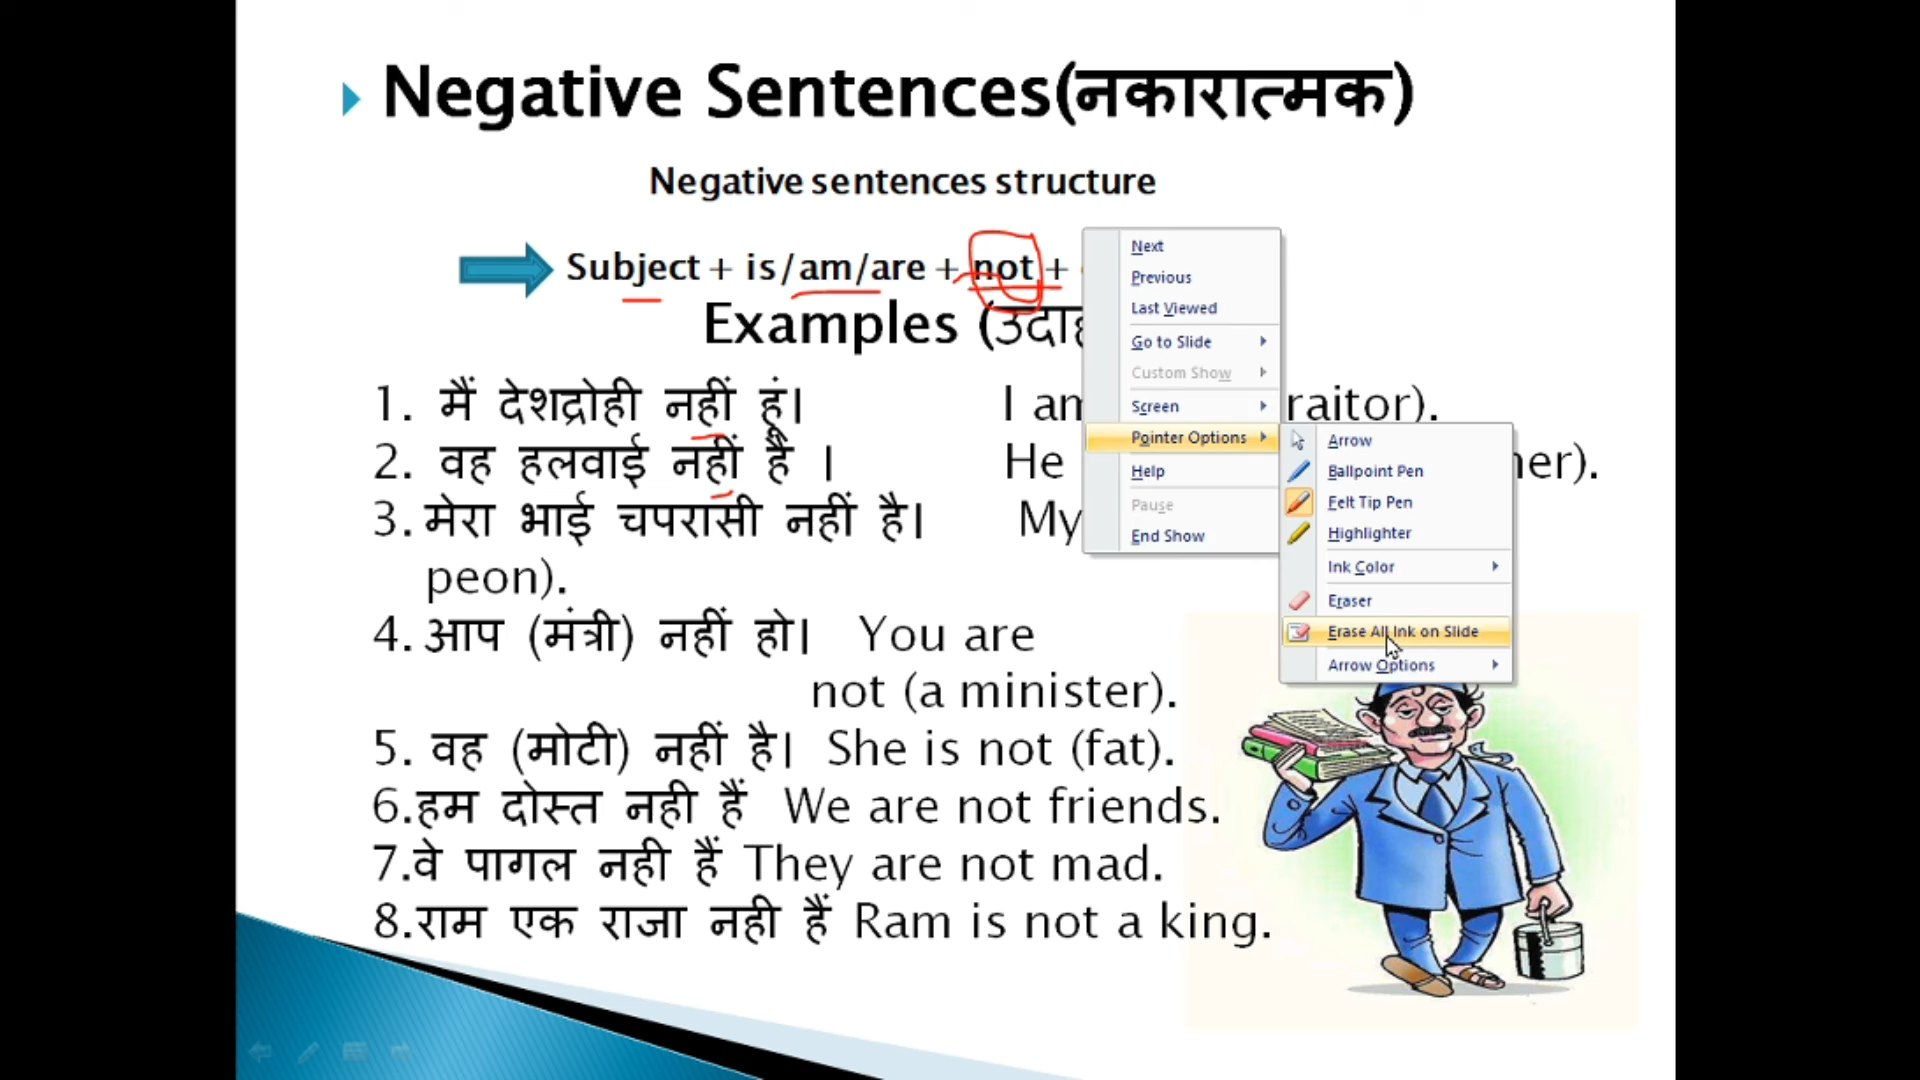 Negative Sentences(नकारात्मक)
Negative sentences structure
Subject + is/am/are + not +
Examples (
1. मैं देशद्रोही नहीं हूं। I am raitor).
2. वह हलवाई नहीं है । He ner).
3. मेरा भाई चपरासी नहीं है। My
peon).
4. आप (मंत्री) नहीं हो। You are
not (a minister).
5. वह (मोटी) नहीं है। She is not (fat).
6.हम दोस्त नही हैं We are not friends.
7.वे पागल नही हैं They are not mad.
8.राम एक राजा नही हैं Ram is not a king.
Next
Previous
Last Viewed
Go to Slide
Custom Show
Screen
Pointer Options
Help
Pause
End Show
Arrow
Ballpoint Pen
Felt Tip Pen
Highlighter
Ink Color
Eraser
Erase All Ink on Slide
Arrow Options